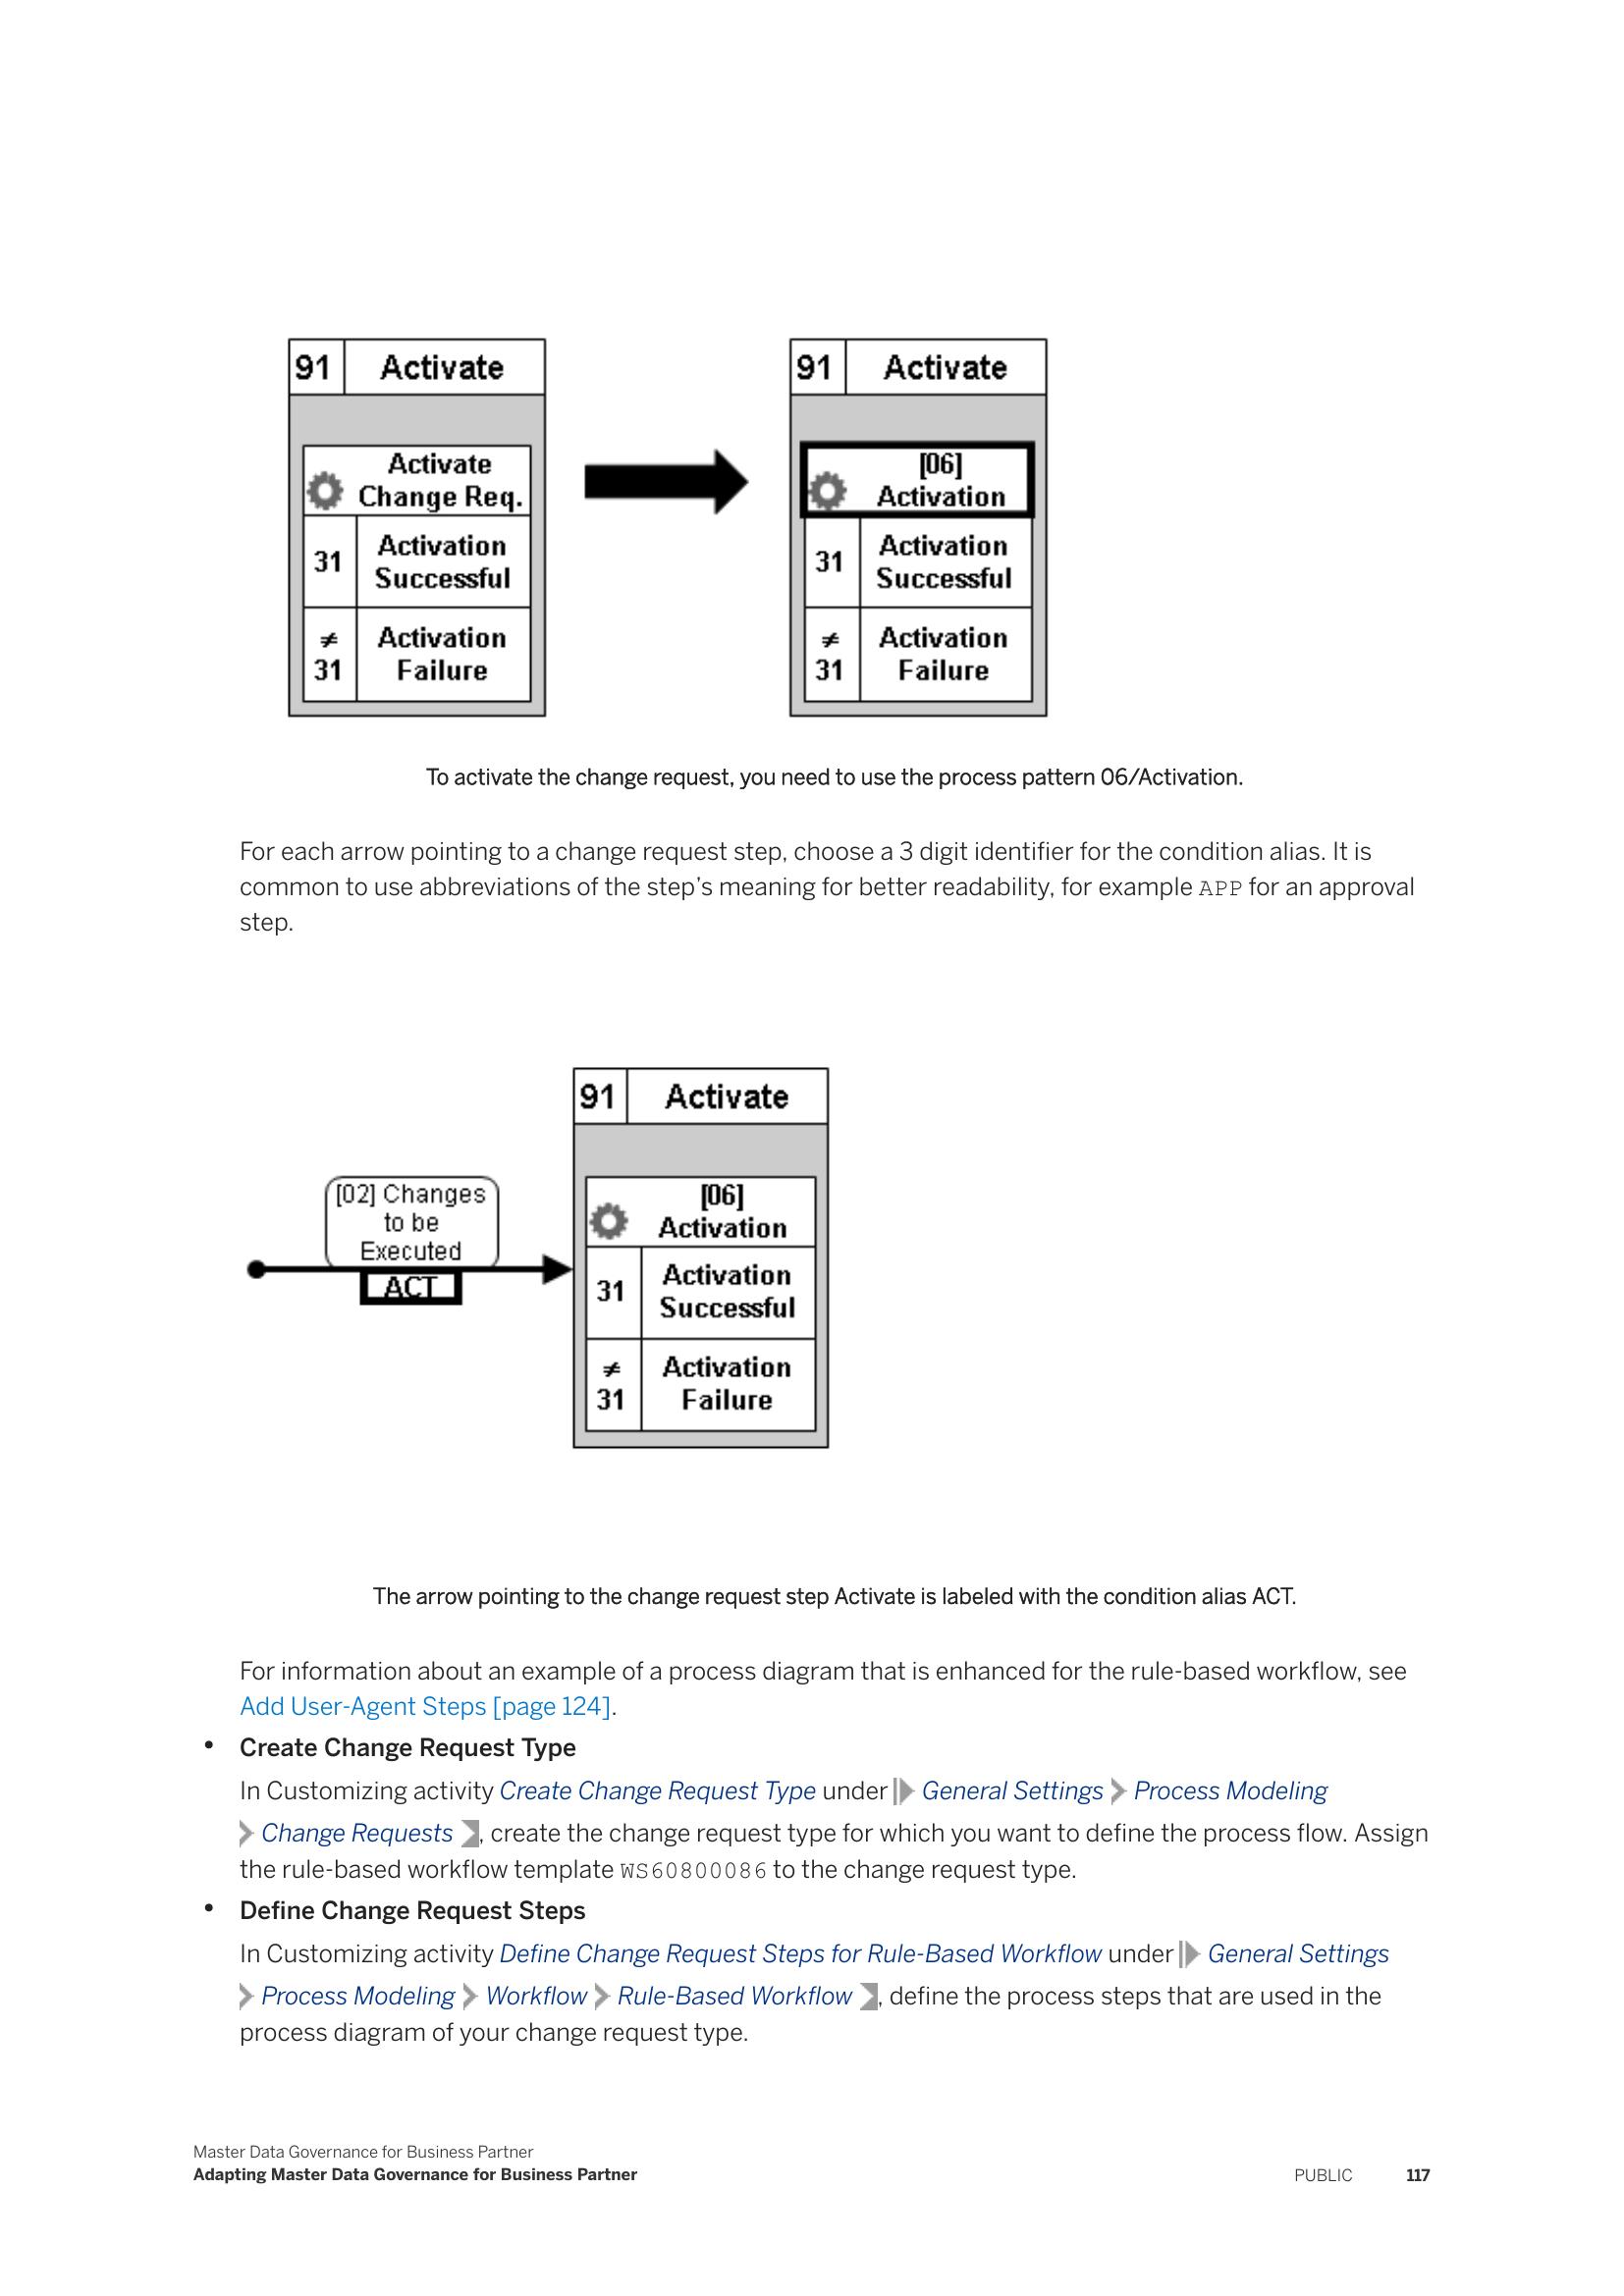 91 Activate
Activate
Change Req.
31 Activation
Successful
≠
31 Activation
Failure
91 Activate
[06]
Activation
31 Activation
Successful
≠
31 Activation
Failure
To activate the change request, you need to use the process pattern 06/Activation.
For each arrow pointing to a change request step, choose a 3 digit identifier for the condition alias. It is
common to use abbreviations of the step's meaning for better readability, for example APP for an approval
step.
[02] Changes
to be
Executed
ACT
91 Activate
[06]
Activation
31 Activation
Successful
≠
31 Activation
Failure
The arrow pointing to the change request step Activate is labeled with the condition alias ACT.
For information about an example of a process diagram that is enhanced for the rule-based workflow, see
Add User-Agent Steps [page 124].
• Create Change Request Type
In Customizing activity Create Change Request Type under General Settings Process Modeling
Change Requests , create the change request type for which you want to define the process flow. Assign
the rule-based workflow template WS60800086 to the change request type.
• Define Change Request Steps
In Customizing activity Define Change Request Steps for Rule-Based Workflow under General Settings
Process Modeling Workflow Rule-Based Workflow , define the process steps that are used in the
process diagram of your change request type.
Master Data Governance for Business Partner
Adapting Master Data Governance for Business Partner PUBLIC 117